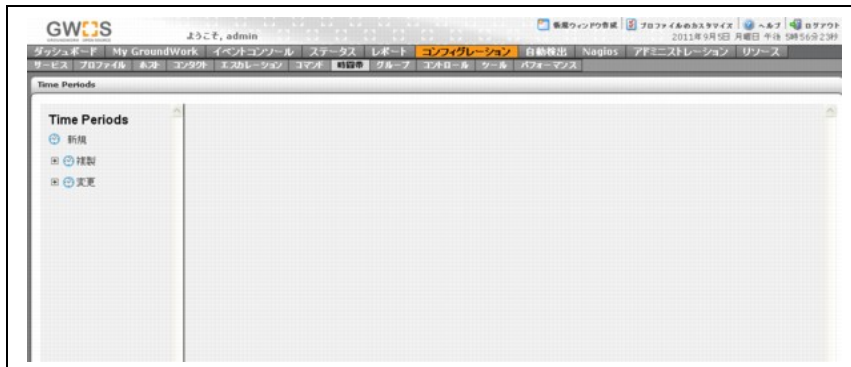 GW OS
ようこそ, admin
新規ウィンドウ作成 プロファイルのカスタマイズ ヘルプ ログアウト
2011年9月5日 月曜日 午後 5時56分23秒
ダッシュボード My GroundWork イベントコンソール ステータス レポート コンフィグレーション 自動検出 Nagios アドミニストレーション リソース
サービス プロファイル ホスト コンタクト エスカレーション コマンド 時間帯 グループ コントロール ツール パフォーマンス
Time Periods
Time Periods
新規
複製
変更